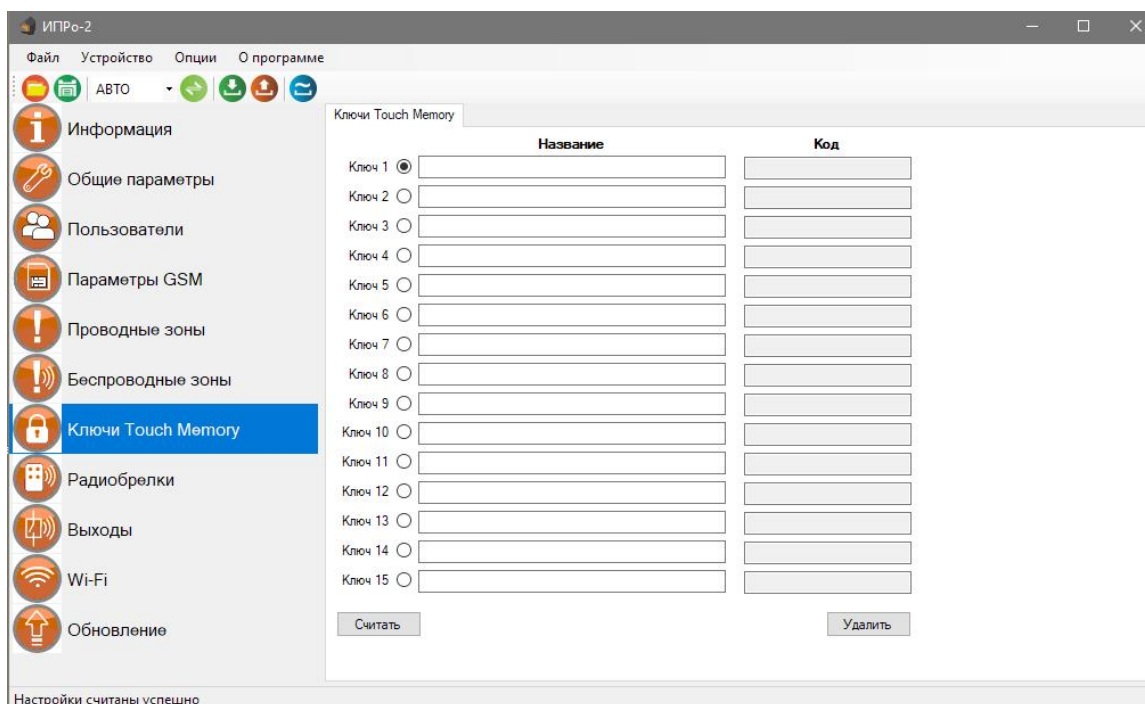 ИПРо-2
Файл Устройство Опции О программе
АВТО
Информация
Общие параметры
Пользователи
Параметры GSM
Проводные зоны
Беспроводные зоны
Ключи Touch Memory
Радиобрелки
Выходы
Wi-Fi
Обновление
Ключи Touch Memory
Название Код
Ключ 1
Ключ 2
Ключ 3
Ключ 4
Ключ 5
Ключ 6
Ключ 7
Ключ 8
Ключ 9
Ключ 10
Ключ 11
Ключ 12
Ключ 13
Ключ 14
Ключ 15
Считать Удалить
Настройки считаны успешно